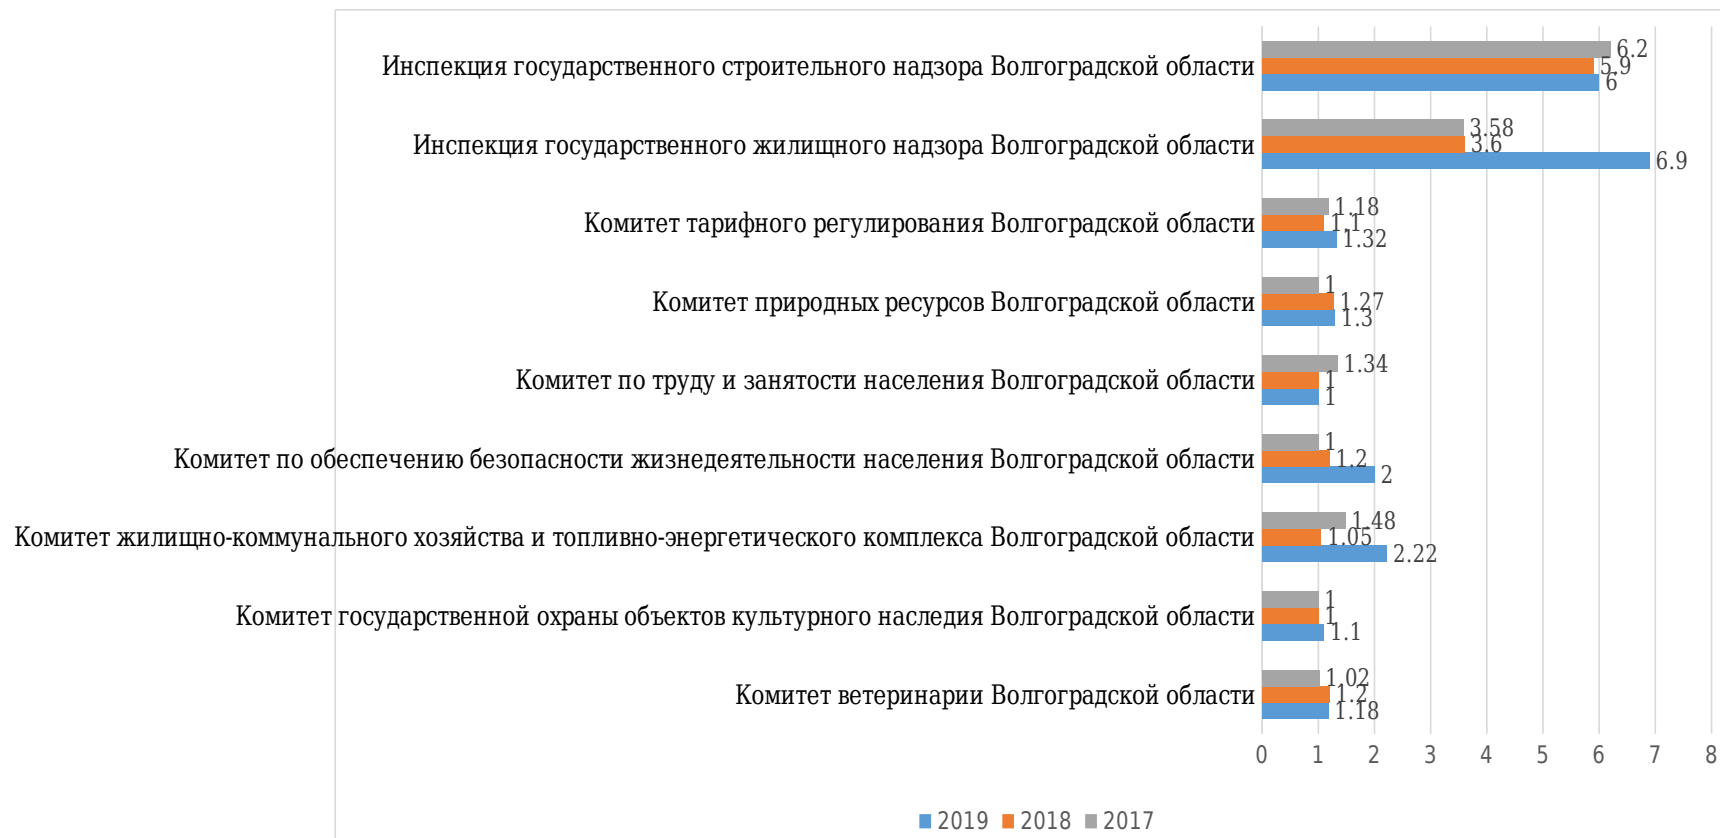 6.2
Инспекция государственного строительного надзора Волгоградской области
5.9
6
3.58
Инспекция государственного жилищного надзора Волгоградской области
3.6
6.9
1.18
Комитет тарифного регулирования Волгоградской области
1.1
1.32
1
Комитет природных ресурсов Волгоградской области
1.27
1.3
1.34
Комитет по труду и занятости населения Волгоградской области
1
1
1
Комитет по обеспечению безопасности жизнедеятельности населения Волгоградской области
1.2
2
1.48
Комитет жилищно-коммунального хозяйства и топливно-энергетического комплекса Волгоградской области
1.05
2.22
1
Комитет государственной охраны объектов культурного наследия Волгоградской области
1
1.1
1.02
Комитет ветеринарии Волгоградской области
1.2
1.18
0 1 2 3 4 5 6 7 8
2019 2018 2017